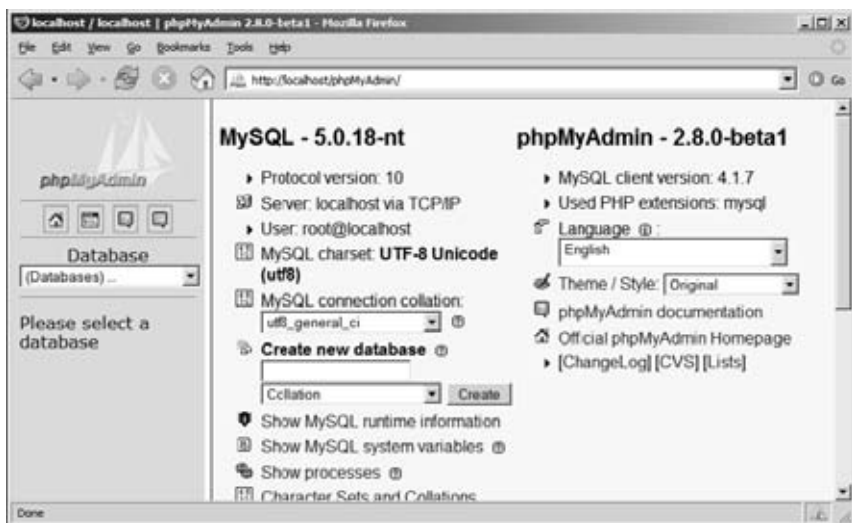 localhost / localhost | phpMyAdmin 2.8.0-beta1 - Mozilla Firefox
File Edit View Go Bookmarks Tools Help
http://localhost/phpMyAdmin/
Go
phpMyAdmin
Database
(Databases) ...
Please select a
database
MySQL - 5.0.18-nt
Protocol version: 10
Server: localhost via TCP/IP
User: root@localhost
MySQL charset: UTF-8 Unicode
(utf8)
MySQL connection collation:
utf8_general_ci
Create new database
Collation
Create
Show MySQL runtime information
Show MySQL system variables
Show processes
Character Sets and Collations
phpMyAdmin - 2.8.0-beta1
MySQL client version: 4.1.7
Used PHP extensions: mysql
Language :
English
Theme / Style: Original
phpMyAdmin documentation
Official phpMyAdmin Homepage
[ChangeLog] [CVS] [Lists]
Done